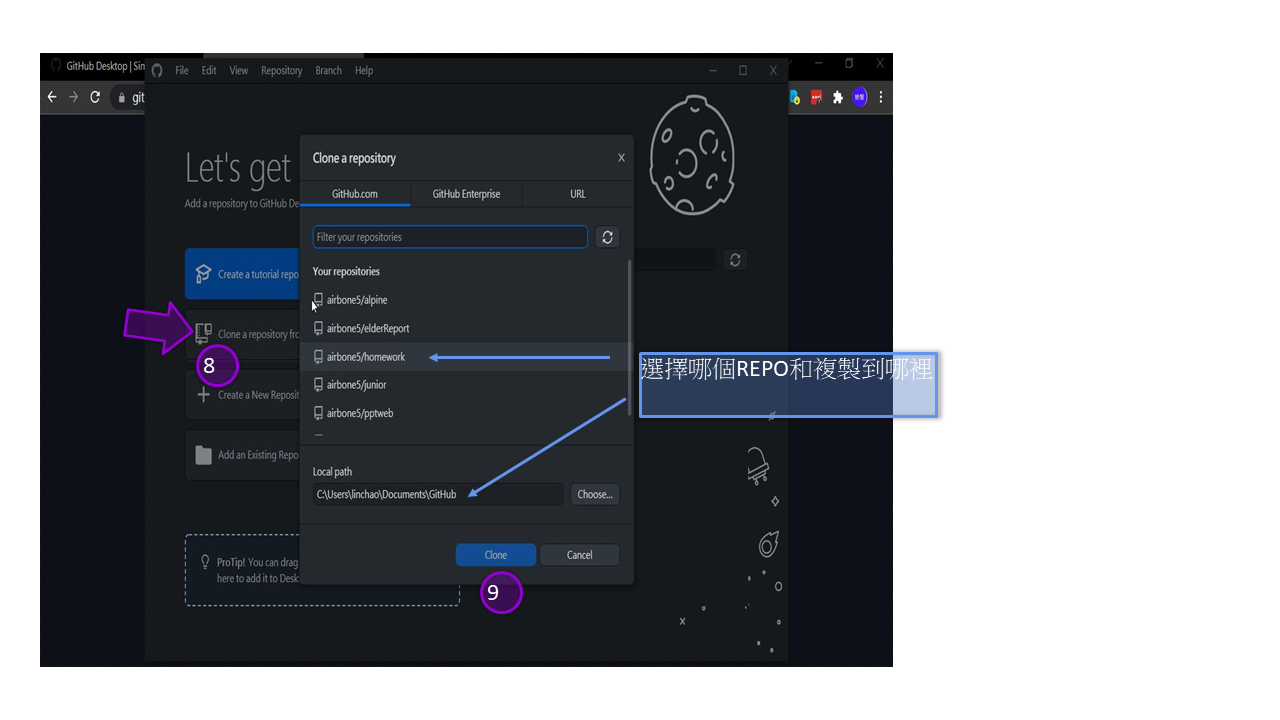 GitHub Desktop | Sim
File Edit View Repository Branch Help
git
Let's get
Add a repository to GitHub De
Clone a repository
GitHub.com GitHub Enterprise URL
Filter your repositories
Your repositories
Create a tutorial repo
airbone5/alpine
airbone5/elderReport
Clone a repository fro
airbone5/homework
8
選擇哪個REPO和複製到哪裡
airbone5/junior
Create a New Reposit
airbone5/pptweb
Add an Existing Repo
Local path
C:\Users\linchao\Documents\GitHub
Choose...
Clone Cancel
ProTip! You can drag
here to add it to Desk
9